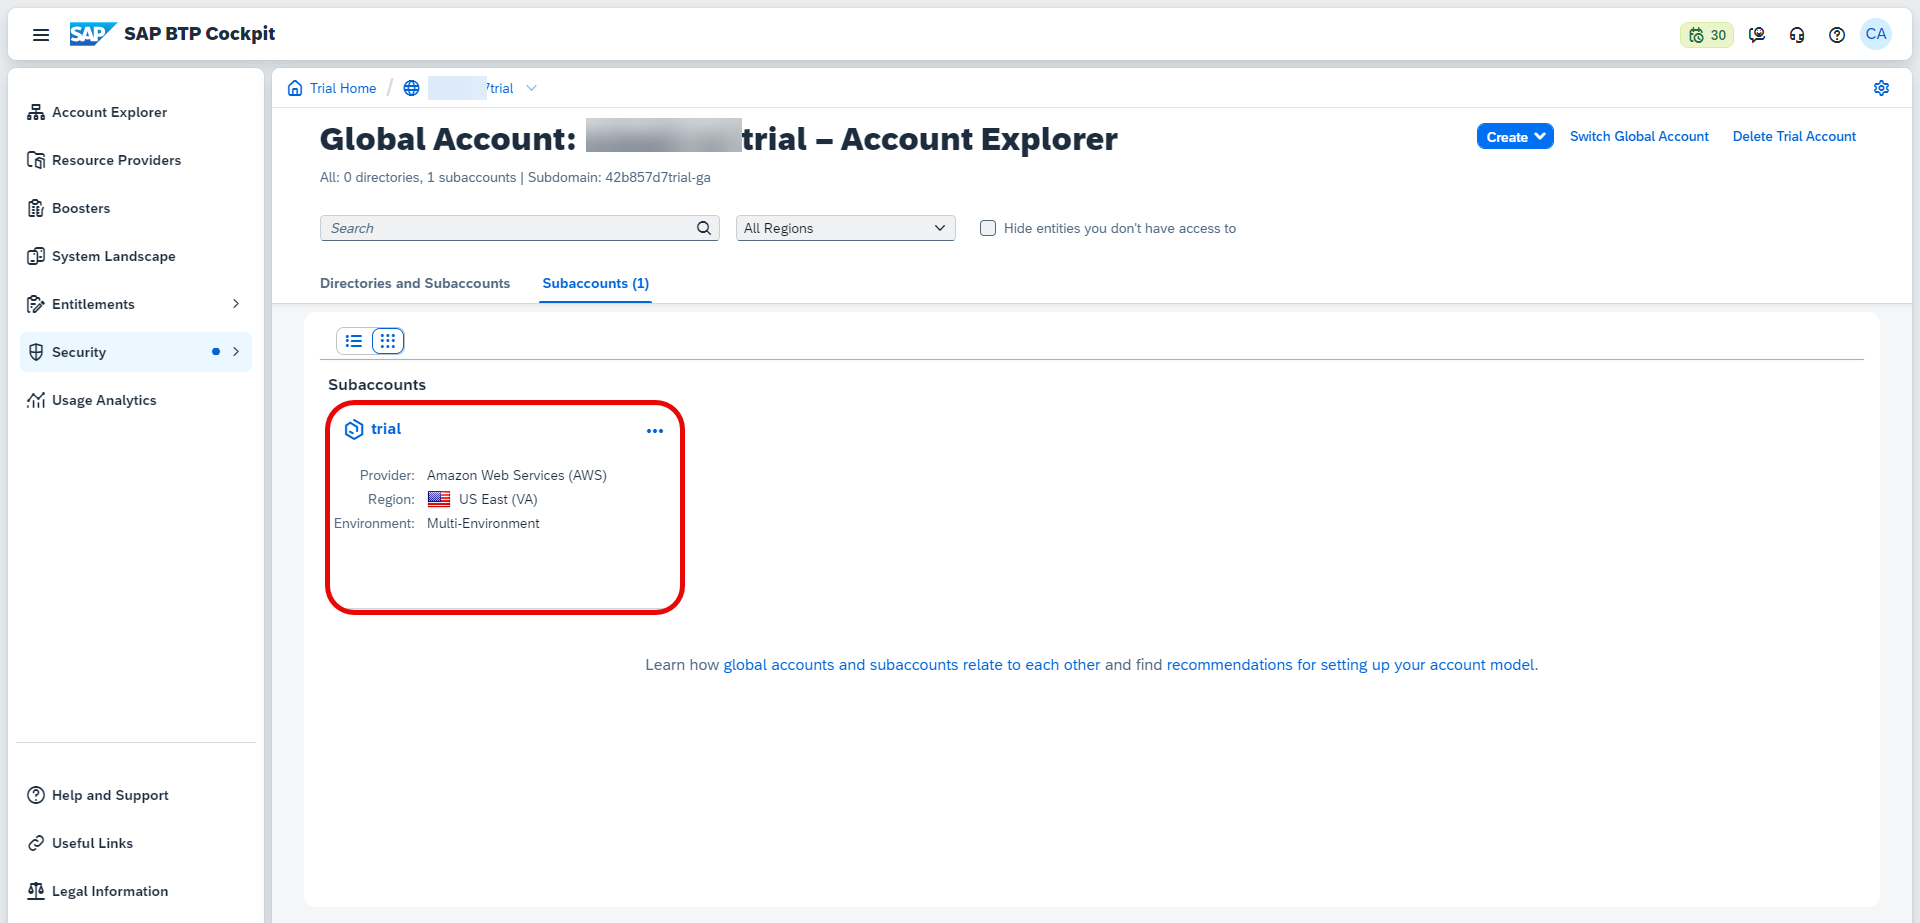 SAP SAP BTP Cockpit
30
CA
Account Explorer
Resource Providers
Boosters
System Landscape
Entitlements
Security
Usage Analytics
Help and Support
Useful Links
Legal Information
Trial Home / 7trial
Global Account: trial – Account Explorer
Create
Switch Global Account
Delete Trial Account
All: 0 directories, 1 subaccounts | Subdomain: 42b857d7trial-ga
Search
All Regions
Hide entities you don't have access to
Directories and Subaccounts
Subaccounts (1)
Subaccounts
trial
Provider: Amazon Web Services (AWS)
Region: US East (VA)
Environment: Multi-Environment
Learn how global accounts and subaccounts relate to each other and find recommendations for setting up your account model.